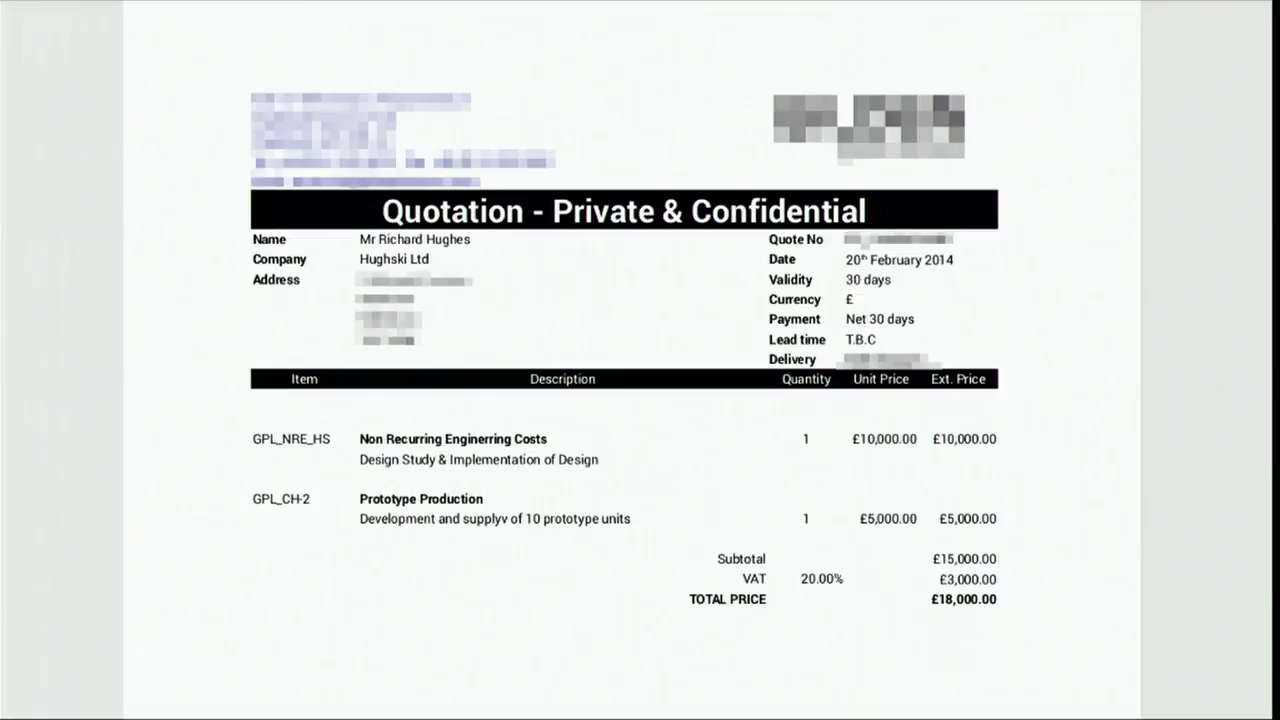 Quotation - Private & Confidential
Name Mr Richard Hughes Quote No
Company Hughski Ltd Date 20th February 2014
Address Validity 30 days
Currency £
Payment Net 30 days
Lead time T.B.C
Delivery
Item Description Quantity Unit Price Ext. Price
GPL_NRE_HS Non Recurring Enginerring Costs 1 £10,000.00 £10,000.00
Design Study & Implementation of Design
GPL_CH-2 Prototype Production
Development and supplyv of 10 prototype units 1 £5,000.00 £5,000.00
Subtotal £15,000.00
VAT 20.00% £3,000.00
TOTAL PRICE £18,000.00